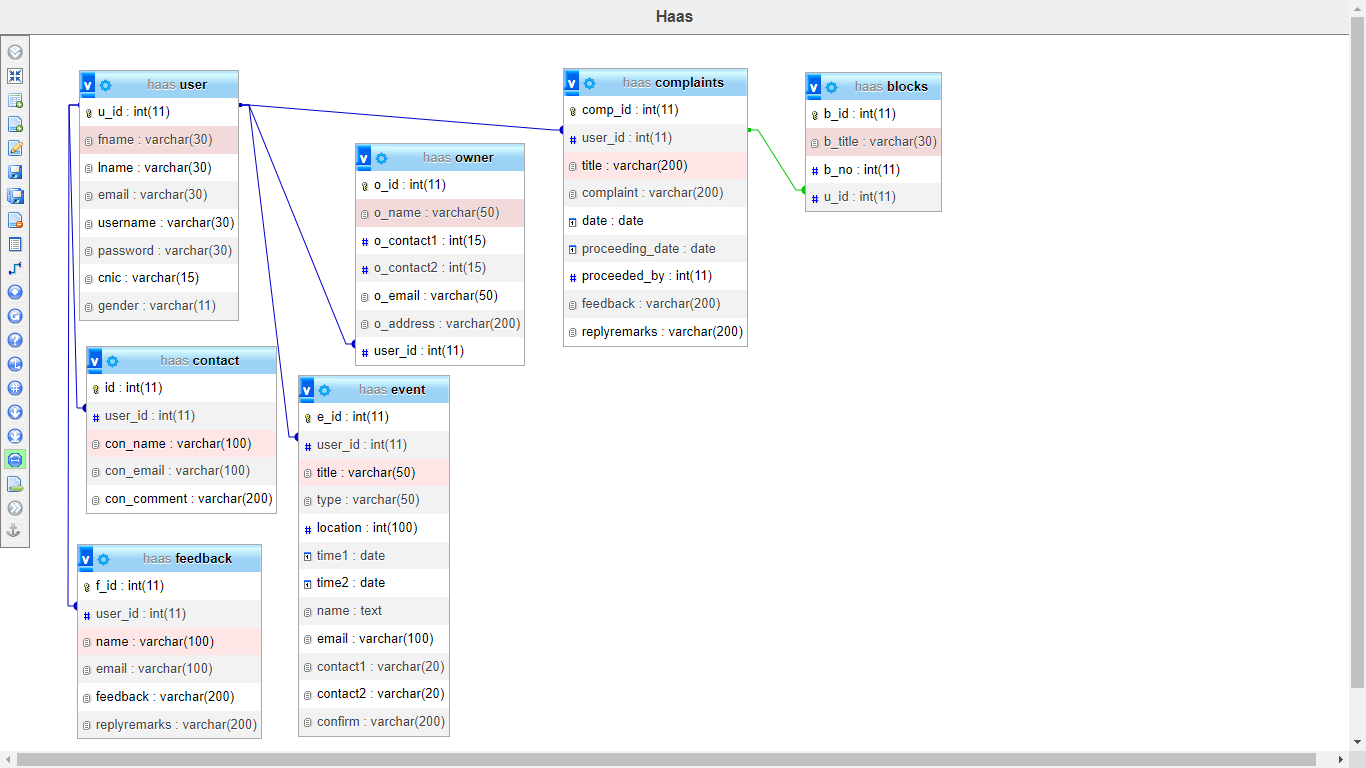 Haas
v haas user
u_id : int(11)
fname : varchar(30)
lname : varchar(30)
email : varchar(30)
username : varchar(30)
password : varchar(30)
cnic : varchar(15)
gender : varchar(11)
v haas contact
id : int(11)
# user_id : int(11)
con_name : varchar(100)
con_email : varchar(100)
con_comment : varchar(200)
v haas feedback
f_id : int(11)
# user_id : int(11)
name : varchar(100)
email : varchar(100)
feedback : varchar(200)
replyremarks : varchar(200)
v haas owner
o_id : int(11)
o_name : varchar(50)
# o_contact1 : int(15)
# o_contact2 : int(15)
o_email : varchar(50)
o_address : varchar(200)
# user_id : int(11)
v haas event
e_id : int(11)
# user_id : int(11)
title : varchar(50)
type : varchar(50)
# location : int(100)
time1 : date
time2 : date
name : text
email : varchar(100)
contact1 : varchar(20)
contact2 : varchar(20)
confirm : varchar(200)
v haas complaints
comp_id : int(11)
# user_id : int(11)
title : varchar(200)
complaint : varchar(200)
date : date
proceeding_date : date
# proceeded_by : int(11)
feedback : varchar(200)
replyremarks : varchar(200)
v haas blocks
b_id : int(11)
b_title : varchar(30)
# b_no : int(11)
# u_id : int(11)